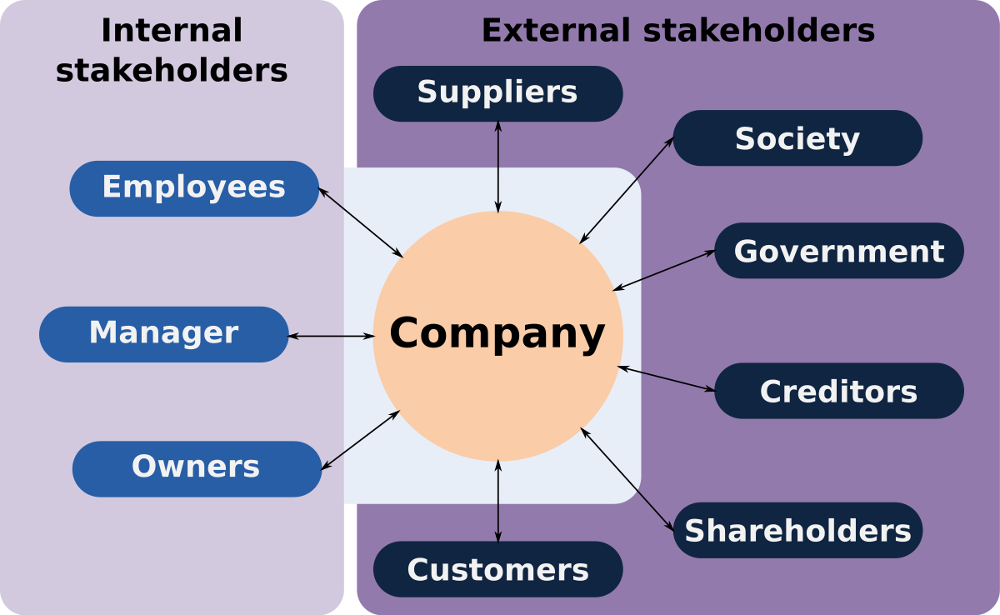 Internal
stakeholders
Employees
Manager
Owners
External stakeholders
Suppliers
Society
Government
Company
Creditors
Shareholders
Customers